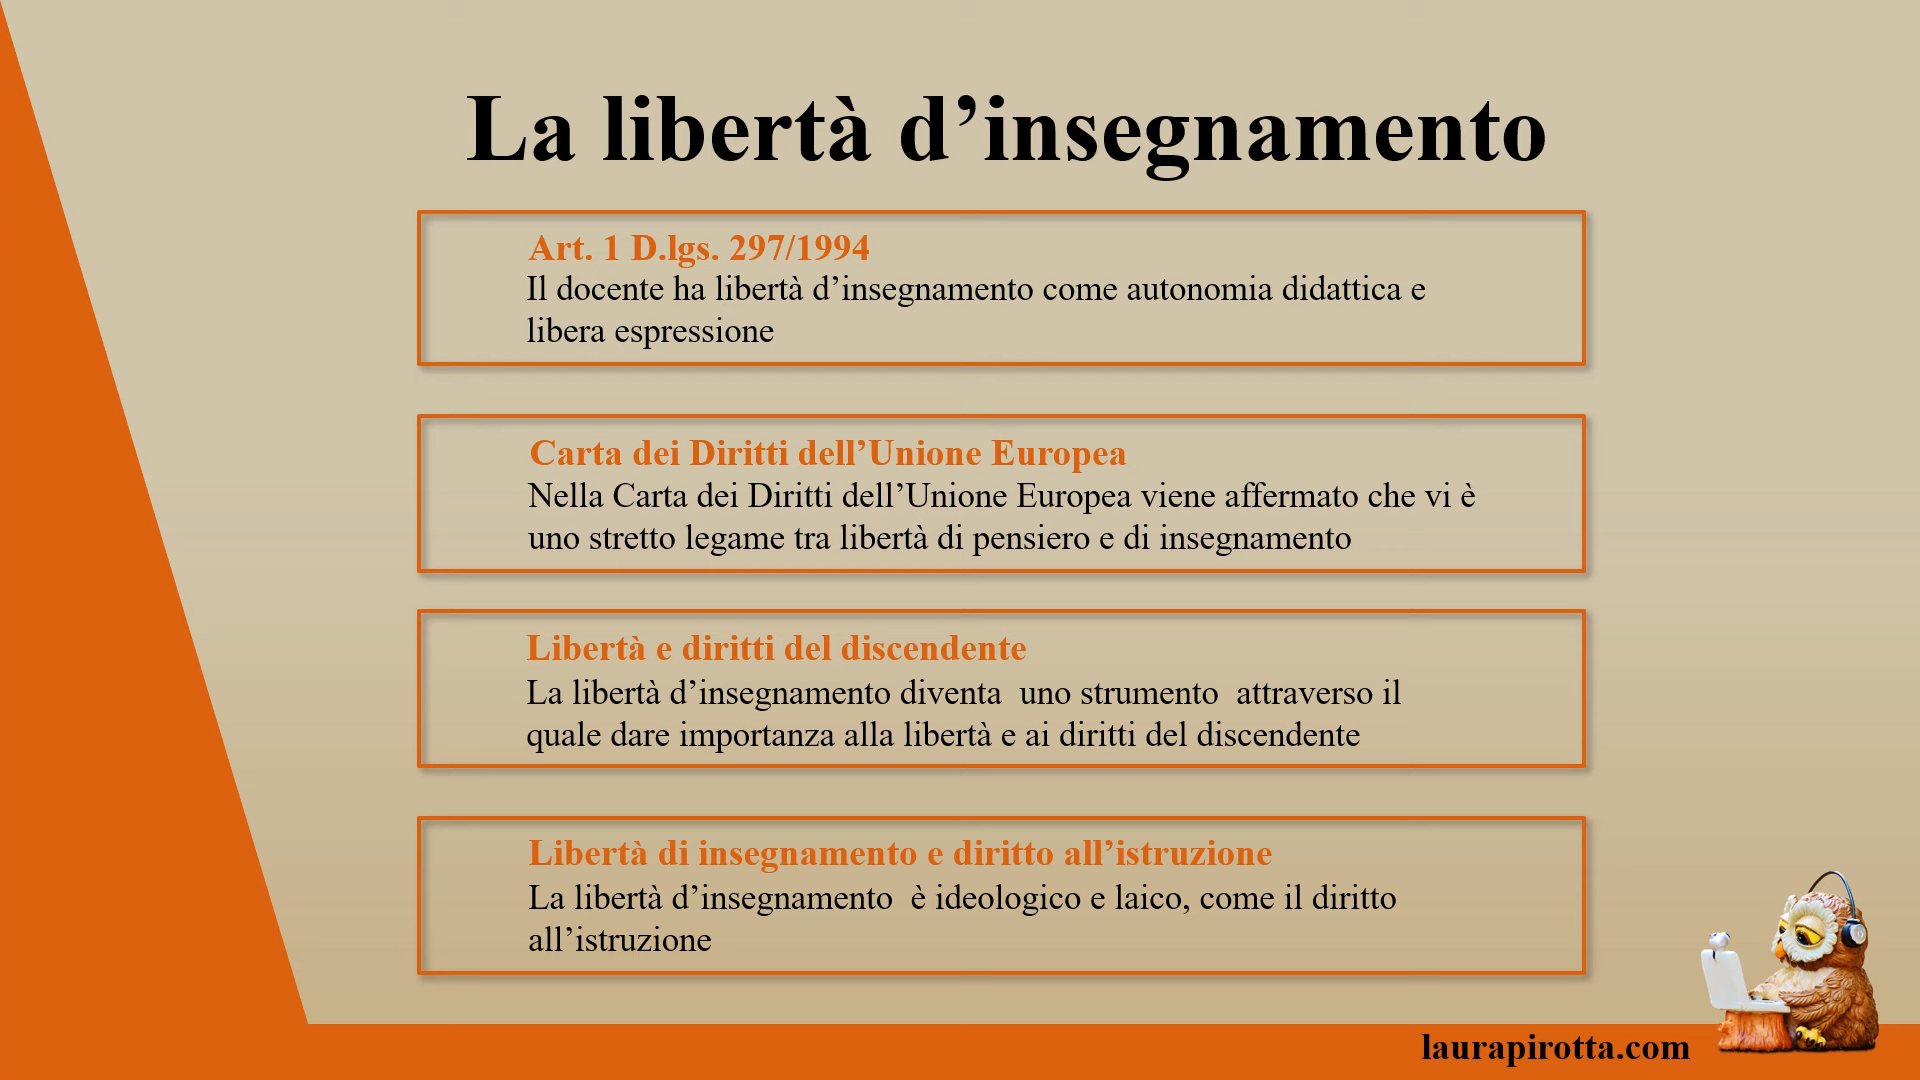 La libertà d’insegnamento
Art. 1 D.lgs. 297/1994
Il docente ha libertà d’insegnamento come autonomia didattica e
libera espressione
Carta dei Diritti dell’Unione Europea
Nella Carta dei Diritti dell’Unione Europea viene affermato che vi è
uno stretto legame tra libertà di pensiero e di insegnamento
Libertà e diritti del discendente
La libertà d’insegnamento diventa  uno strumento  attraverso il
quale dare importanza alla libertà e ai diritti del discendente
Libertà di insegnamento e diritto all’istruzione
La libertà d’insegnamento  è ideologico e laico, come il diritto
all’istruzione
laurapirotta.com